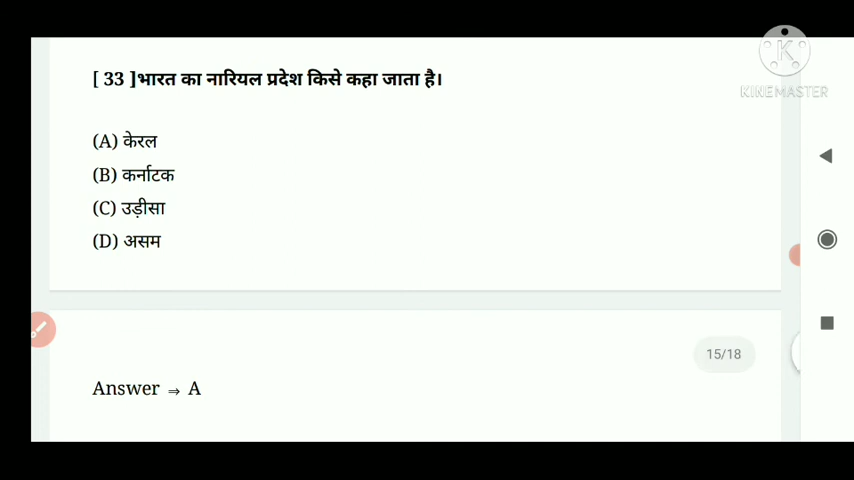 [ 33 ]भारत का नारियल प्रदेश किसे कहा जाता है।
KINEMASTER
(A) केरल
(B) कर्नाटक
(C) उड़ीसा
(D) असम
15/18
Answer ⇒ A